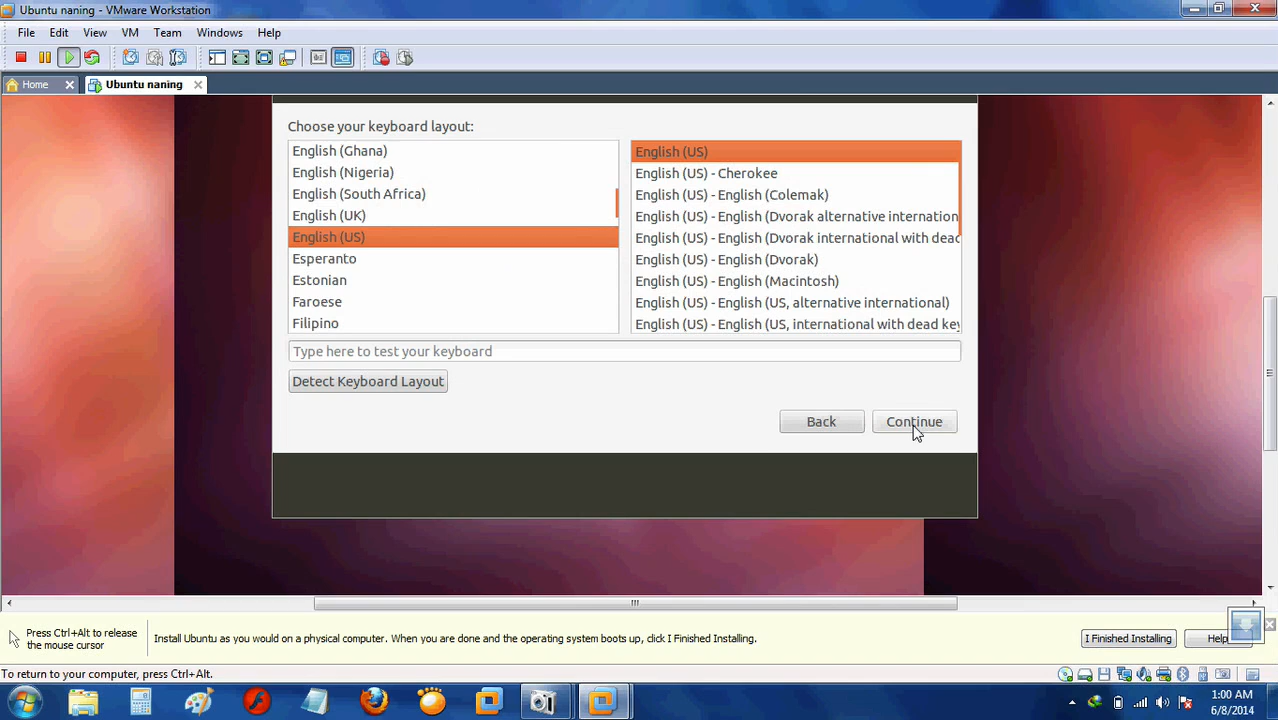 Ubuntu naning - VMware Workstation
File Edit View VM Team Windows Help
Home
Ubuntu naning
Choose your keyboard layout:
English (Ghana)
English (Nigeria)
English (South Africa)
English (UK)
English (US)
Esperanto
Estonian
Faroese
Filipino
English (US)
English (US) - Cherokee
English (US) - English (Colemak)
English (US) - English (Dvorak alternative internation
English (US) - English (Dvorak international with dead
English (US) - English (Dvorak)
English (US) - English (Macintosh)
English (US) - English (US, alternative international)
English (US) - English (US, international with dead key
Type here to test your keyboard
Detect Keyboard Layout
Back
Continue
Press Ctrl+Alt to release
the mouse cursor
Install Ubuntu as you would on a physical computer. When you are done and the operating system boots up, click I Finished Installing.
I Finished Installing
Help
To return to your computer, press Ctrl+Alt.
1:00 AM
6/8/2014